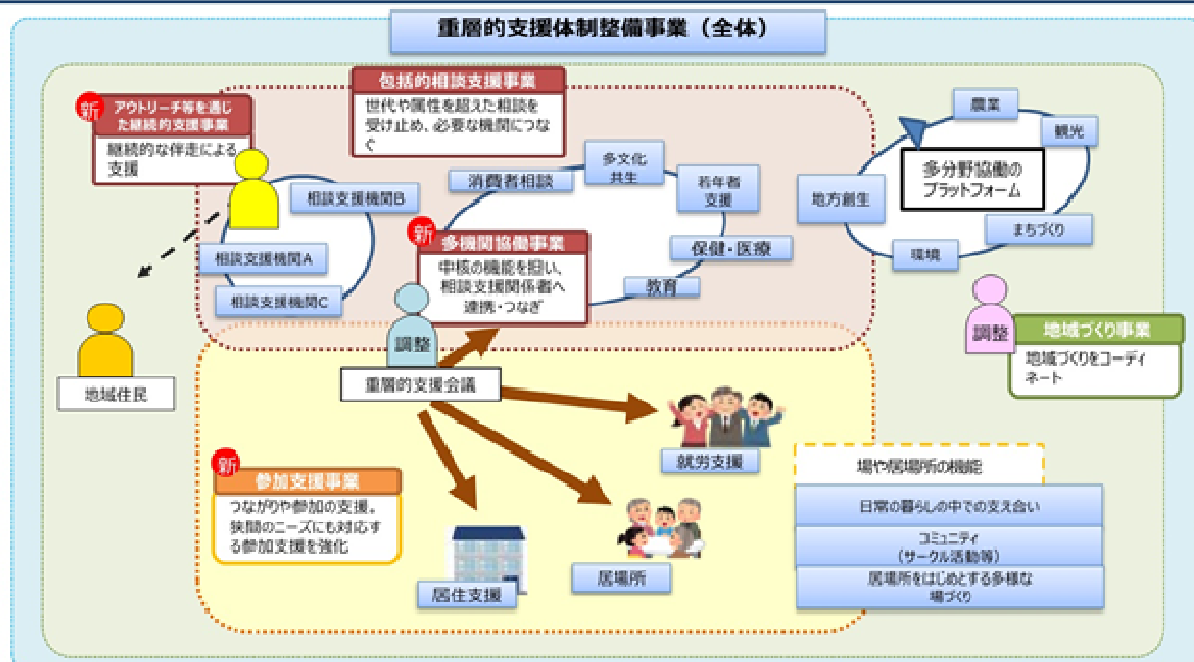 重層的支援体制整備事業（全体）
包括的相談支援事業
世代や属性を超えた相談を
受け止め、必要な機関につな
ぐ
新
アウトリーチ等を通じ
た継続的支援事業
継続的な伴走による
支援
相談支援機関B
相談支援機関A
相談支援機関C
消費者相談
多文化
共生
若年者
支援
保健・医療
教育
新
多機関協働事業
中核の機能を担い、
相談支援関係者へ
連携・つなぎ
農業
観光
多分野協働の
プラットフォーム
地方創生
まちづくり
環境
調整
地域づくり事業
地域づくりをコーディ
ネート
地域住民
調整
重層的支援会議
就労支援
新
参加支援事業
つながりや参加の支援。
狭間のニーズにも対応す
る参加支援を強化
居住支援
居場所
場や居場所の機能
日常の暮らしの中での支え合い
コミュニティ
（サークル活動等）
居場所をはじめとする多様な
場づくり